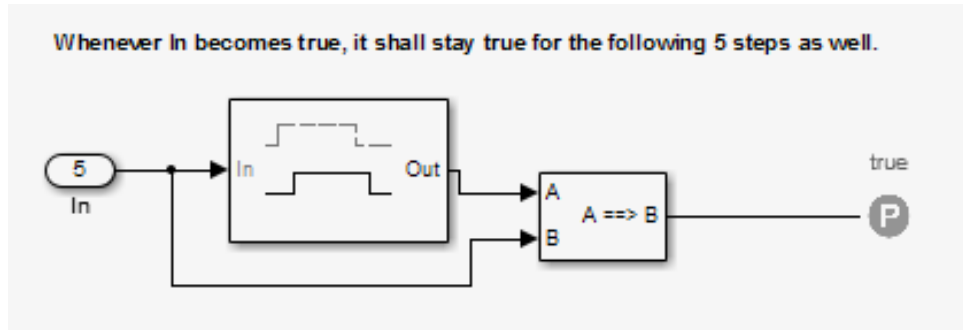 Whenever In becomes true, it shall stay true for the following 5 steps as well.
5
In
In
Out
A
A ==> B
B
true
P